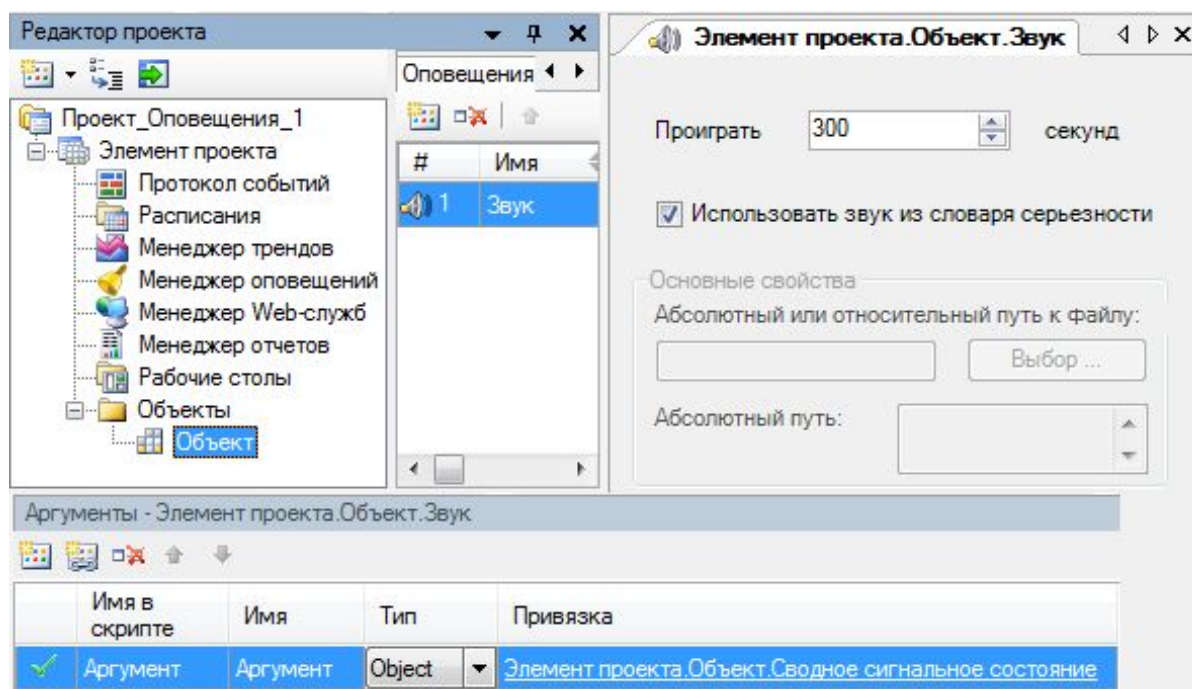 Редактор проекта
Проект_Оповещения_1
Элемент проекта
Протокол событий
Расписания
Менеджер трендов
Менеджер оповещений
Менеджер Web-служб
Менеджер отчетов
Рабочие столы
Объекты
Объект
Оповещения
# Имя
1 Звук
Элемент проекта.Объект.Звук
Проиграть 300 секунд
Использовать звук из словаря серьезности
Основные свойства
Абсолютный или относительный путь к файлу:
Выбор ...
Абсолютный путь:
Аргументы - Элемент проекта.Объект.Звук
Имя в скрипте Имя Тип Привязка
Аргумент Аргумент Object Элемент проекта.Объект.Сводное сигнальное состояние